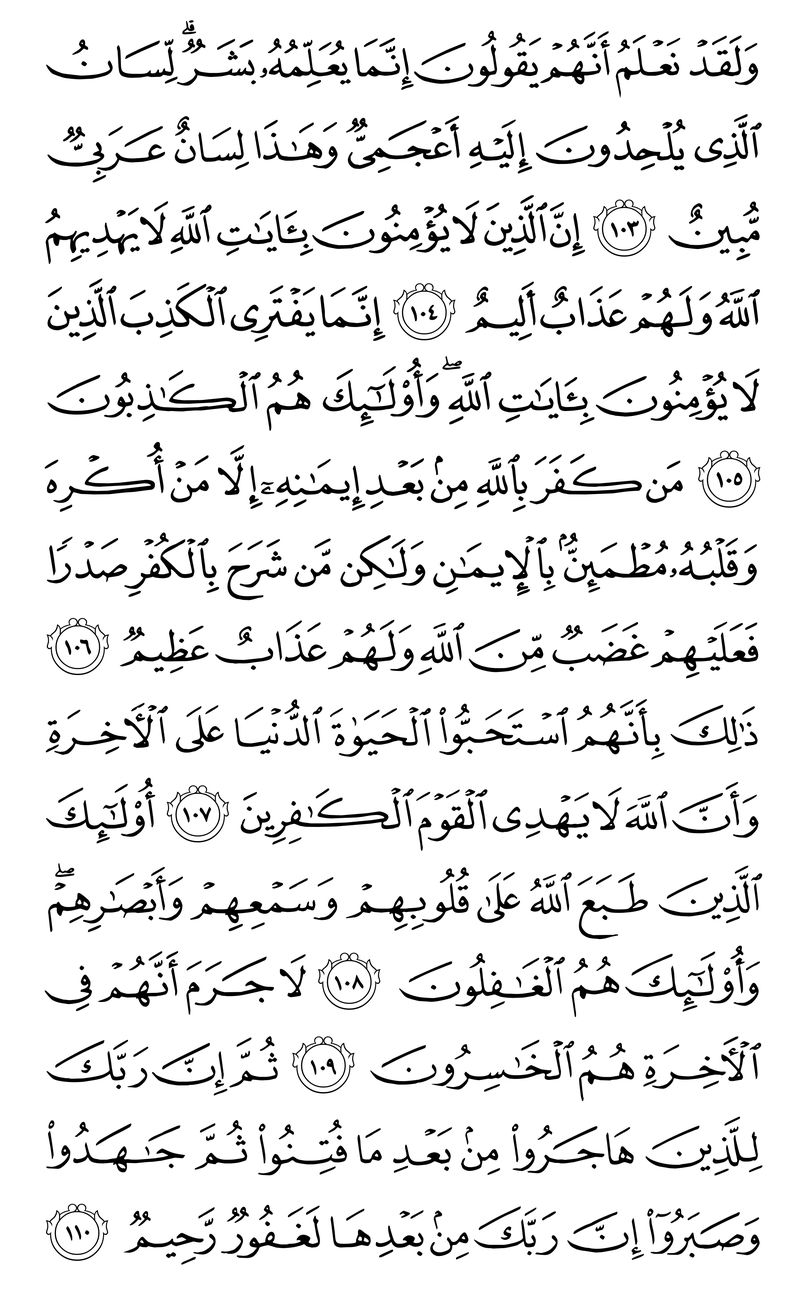 وَلَقَدۡ نَعۡلَمُ أَنَّهُمۡ يَقُولُونَ إِنَّمَا يُعَلِّمُهُۥ بَشَرٞۗ لِّسَانُ
ٱلَّذِي يُلۡحِدُونَ إِلَيۡهِ أَعۡجَمِيّٞ وَهَٰذَا لِسَانٌ عَرَبِيّٞ
مُّبِينٌ ١٠٣ إِنَّ ٱلَّذِينَ لَا يُؤۡمِنُونَ بِـَٔايَٰتِ ٱللَّهِ لَا يَهۡدِيهِمُ
ٱللَّهُ وَلَهُمۡ عَذَابٌ أَلِيمٌ ١٠٤ إِنَّمَا يَفۡتَرِي ٱلۡكَذِبَ ٱلَّذِينَ
لَا يُؤۡمِنُونَ بِـَٔايَٰتِ ٱللَّهِۖ وَأُوْلَٰٓئِكَ هُمُ ٱلۡكَٰذِبُونَ
١٠٥ مَن كَفَرَ بِٱللَّهِ مِنۢ بَعۡدِ إِيمَٰنِهِۦٓ إِلَّا مَنۡ أُكۡرِهَ
وَقَلۡبُهُۥ مُطۡمَئِنُّۢ بِٱلۡإِيمَٰنِ وَلَٰكِن مَّن شَرَحَ بِٱلۡكُفۡرِ صَدۡرٗا
فَعَلَيۡهِمۡ غَضَبٞ مِّنَ ٱللَّهِ وَلَهُمۡ عَذَابٌ عَظِيمٞ ١٠٦
ذَٰلِكَ بِأَنَّهُمُ ٱسۡتَحَبُّواْ ٱلۡحَيَوٰةَ ٱلدُّنۡيَا عَلَى ٱلۡأٓخِرَةِ
وَأَنَّ ٱللَّهَ لَا يَهۡدِي ٱلۡقَوۡمَ ٱلۡكَٰفِرِينَ ١٠٧ أُوْلَٰٓئِكَ
ٱلَّذِينَ طَبَعَ ٱللَّهُ عَلَىٰ قُلُوبِهِمۡ وَسَمۡعِهِمۡ وَأَبۡصَٰرِهِمۡۖ
وَأُوْلَٰٓئِكَ هُمُ ٱلۡغَٰفِلُونَ ١٠٨ لَا جَرَمَ أَنَّهُمۡ فِي
ٱلۡأٓخِرَةِ هُمُ ٱلۡخَٰسِرُونَ ١٠٩ ثُمَّ إِنَّ رَبَّكَ
لِلَّذِينَ هَاجَرُواْ مِنۢ بَعۡدِ مَا فُتِنُواْ ثُمَّ جَٰهَدُواْ
وَصَبَرُوٓاْ إِنَّ رَبَّكَ مِنۢ بَعۡدِهَا لَغَفُورٞ رَّحِيمٞ ١١٠